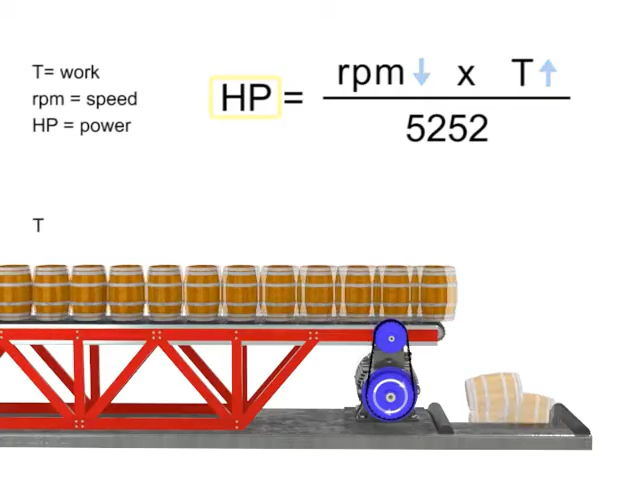 T= work
rpm = speed
HP = power
HP = rpm↓ x T↑
5252
T